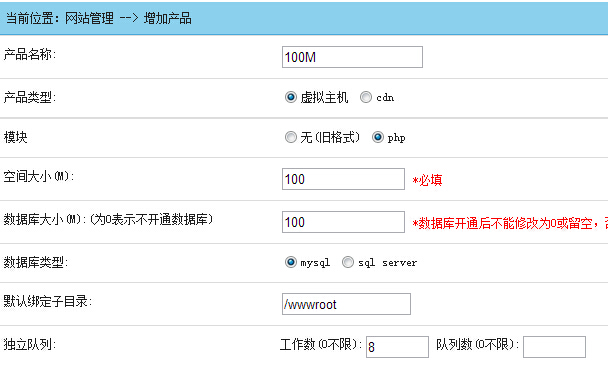 当前位置: 网站管理 --> 增加产品
产品名称: 100M
产品类型: 虚拟主机 cdn
模块 无(旧格式) php
空间大小(M): 100 *必填
数据库大小(M):(为0表示不开通数据库) 100 *数据库开通后不能修改为0或留空,
数据库类型: mysql sql server
默认绑定子目录: /wwwroot
独立队列: 工作数(0不限): 8 队列数(0不限):